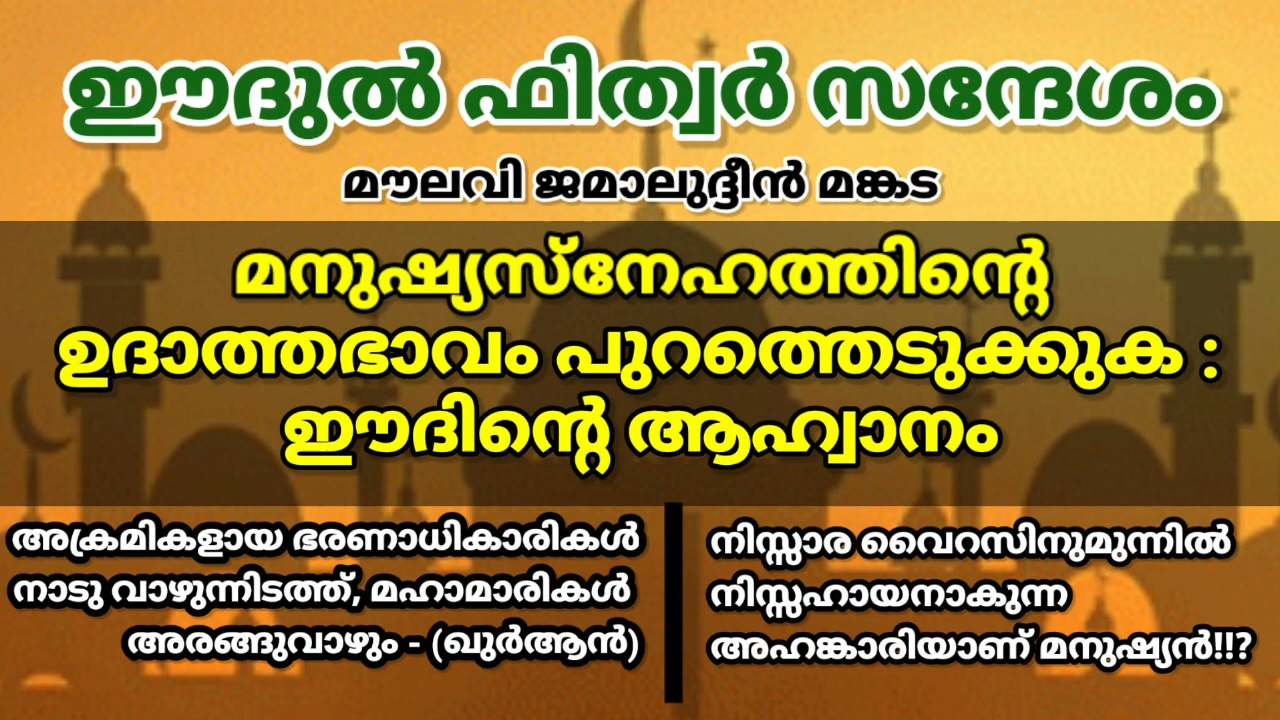 ഈദുൽ ഫിത്വർ സന്ദേശം
മൗലവി ജമാലുദ്ദീൻ മങ്കട
മനുഷ്യസ്നേഹത്തിന്റെ
ഉദാത്തഭാവം പുറത്തെടുക്കുക :
ഈദിന്റെ ആഹ്വാനം
അക്രമികളായ ഭരണാധികാരികൾ
നാടു വാഴുന്നിടത്ത്, മഹാമാരികൾ
അരങ്ങുവാഴും - (ഖുർആൻ)
നിസ്സാര വൈറസിനുമുന്നിൽ
നിസ്സഹായനാകുന്ന
അഹങ്കാരിയാണ് മനുഷ്യൻ!!?